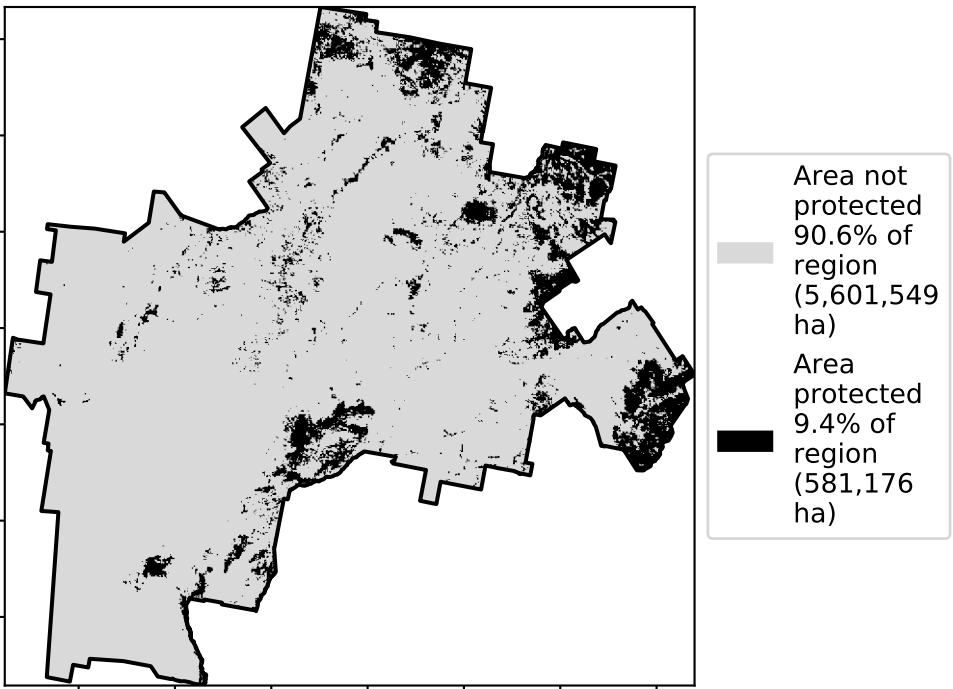 Area not
protected
90.6% of
region
(5,601,549
ha)
Area
protected
9.4% of
region
(581,176
ha)